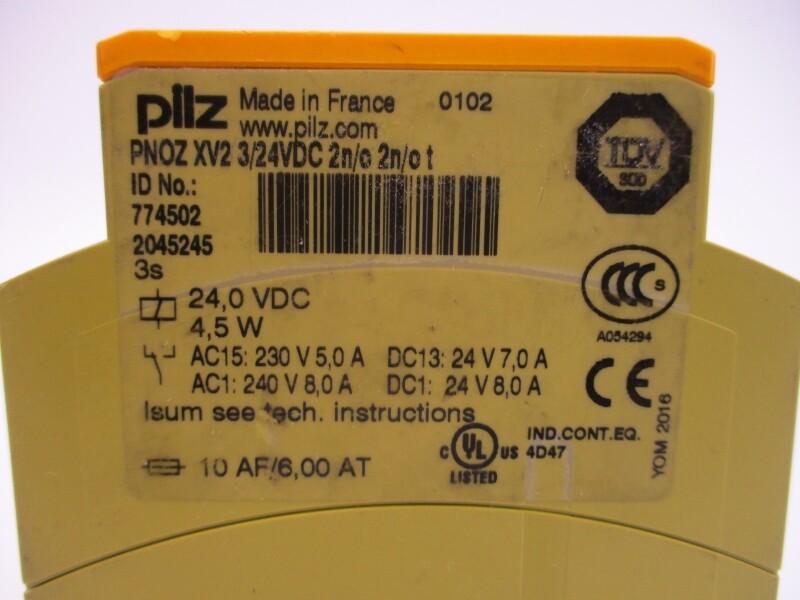 pilz Made in France 0102
www.pilz.com
PNOZ XV2 3/24VDC 2n/o 2n/o t
ID No.:
774502
2045245
3s
24,0 VDC
4,5 W
AC15: 230 V 5,0 A DC13: 24 V 7,0 A
AC1: 240 V 8,0 A DC1: 24 V 8,0 A
Isum see tech. instructions
10 AF/6,00 AT
TÜV
SÜD
CCC S
A054294
CE
YOM 2016
c UL US
LISTED
IND.CONT.EQ.
4D47